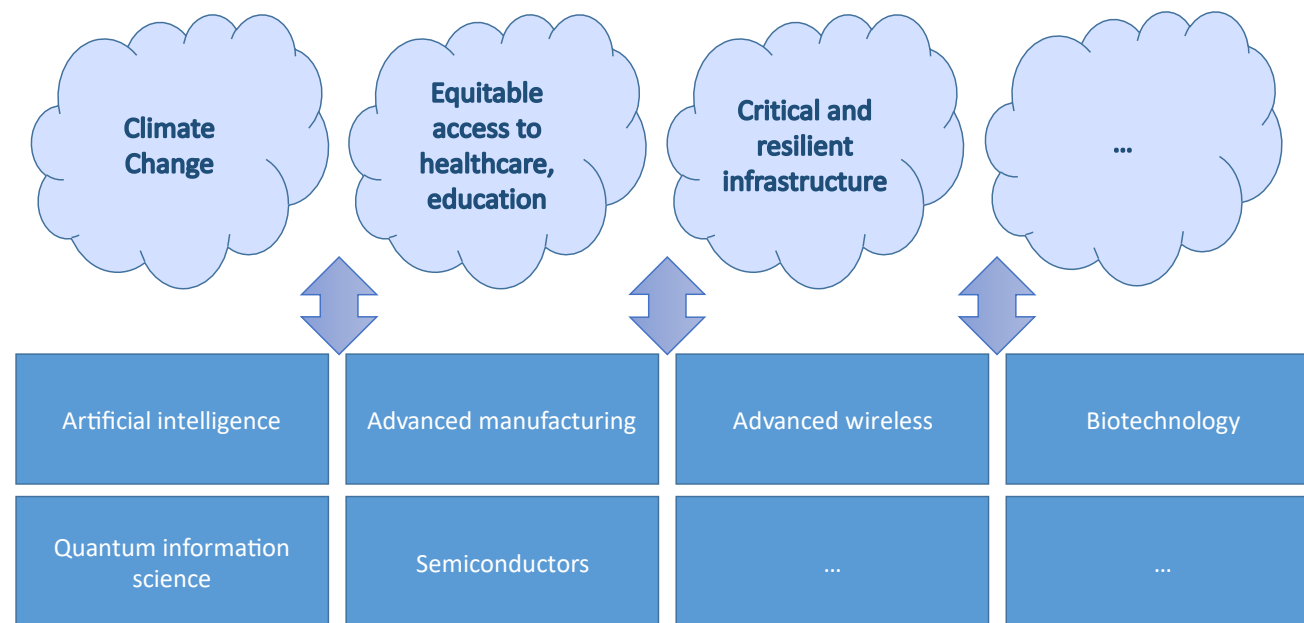 Climate
Change
Equitable
access to
healthcare,
education
Critical and
resilient
infrastructure
...
Artificial intelligence
Advanced manufacturing
Advanced wireless
Biotechnology
Quantum information
science
Semiconductors
...
...